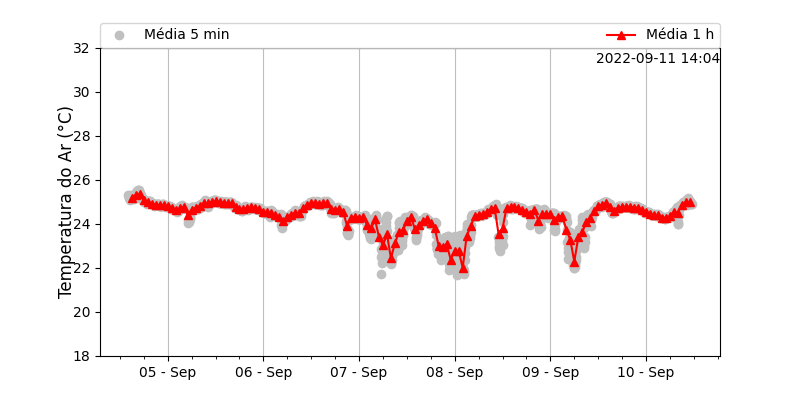 Média 5 min
Média 1 h
2022-09-11 14:04
Temperatura do Ar (°C)
32
30
28
26
24
22
20
18
05 - Sep
06 - Sep
07 - Sep
08 - Sep
09 - Sep
10 - Sep